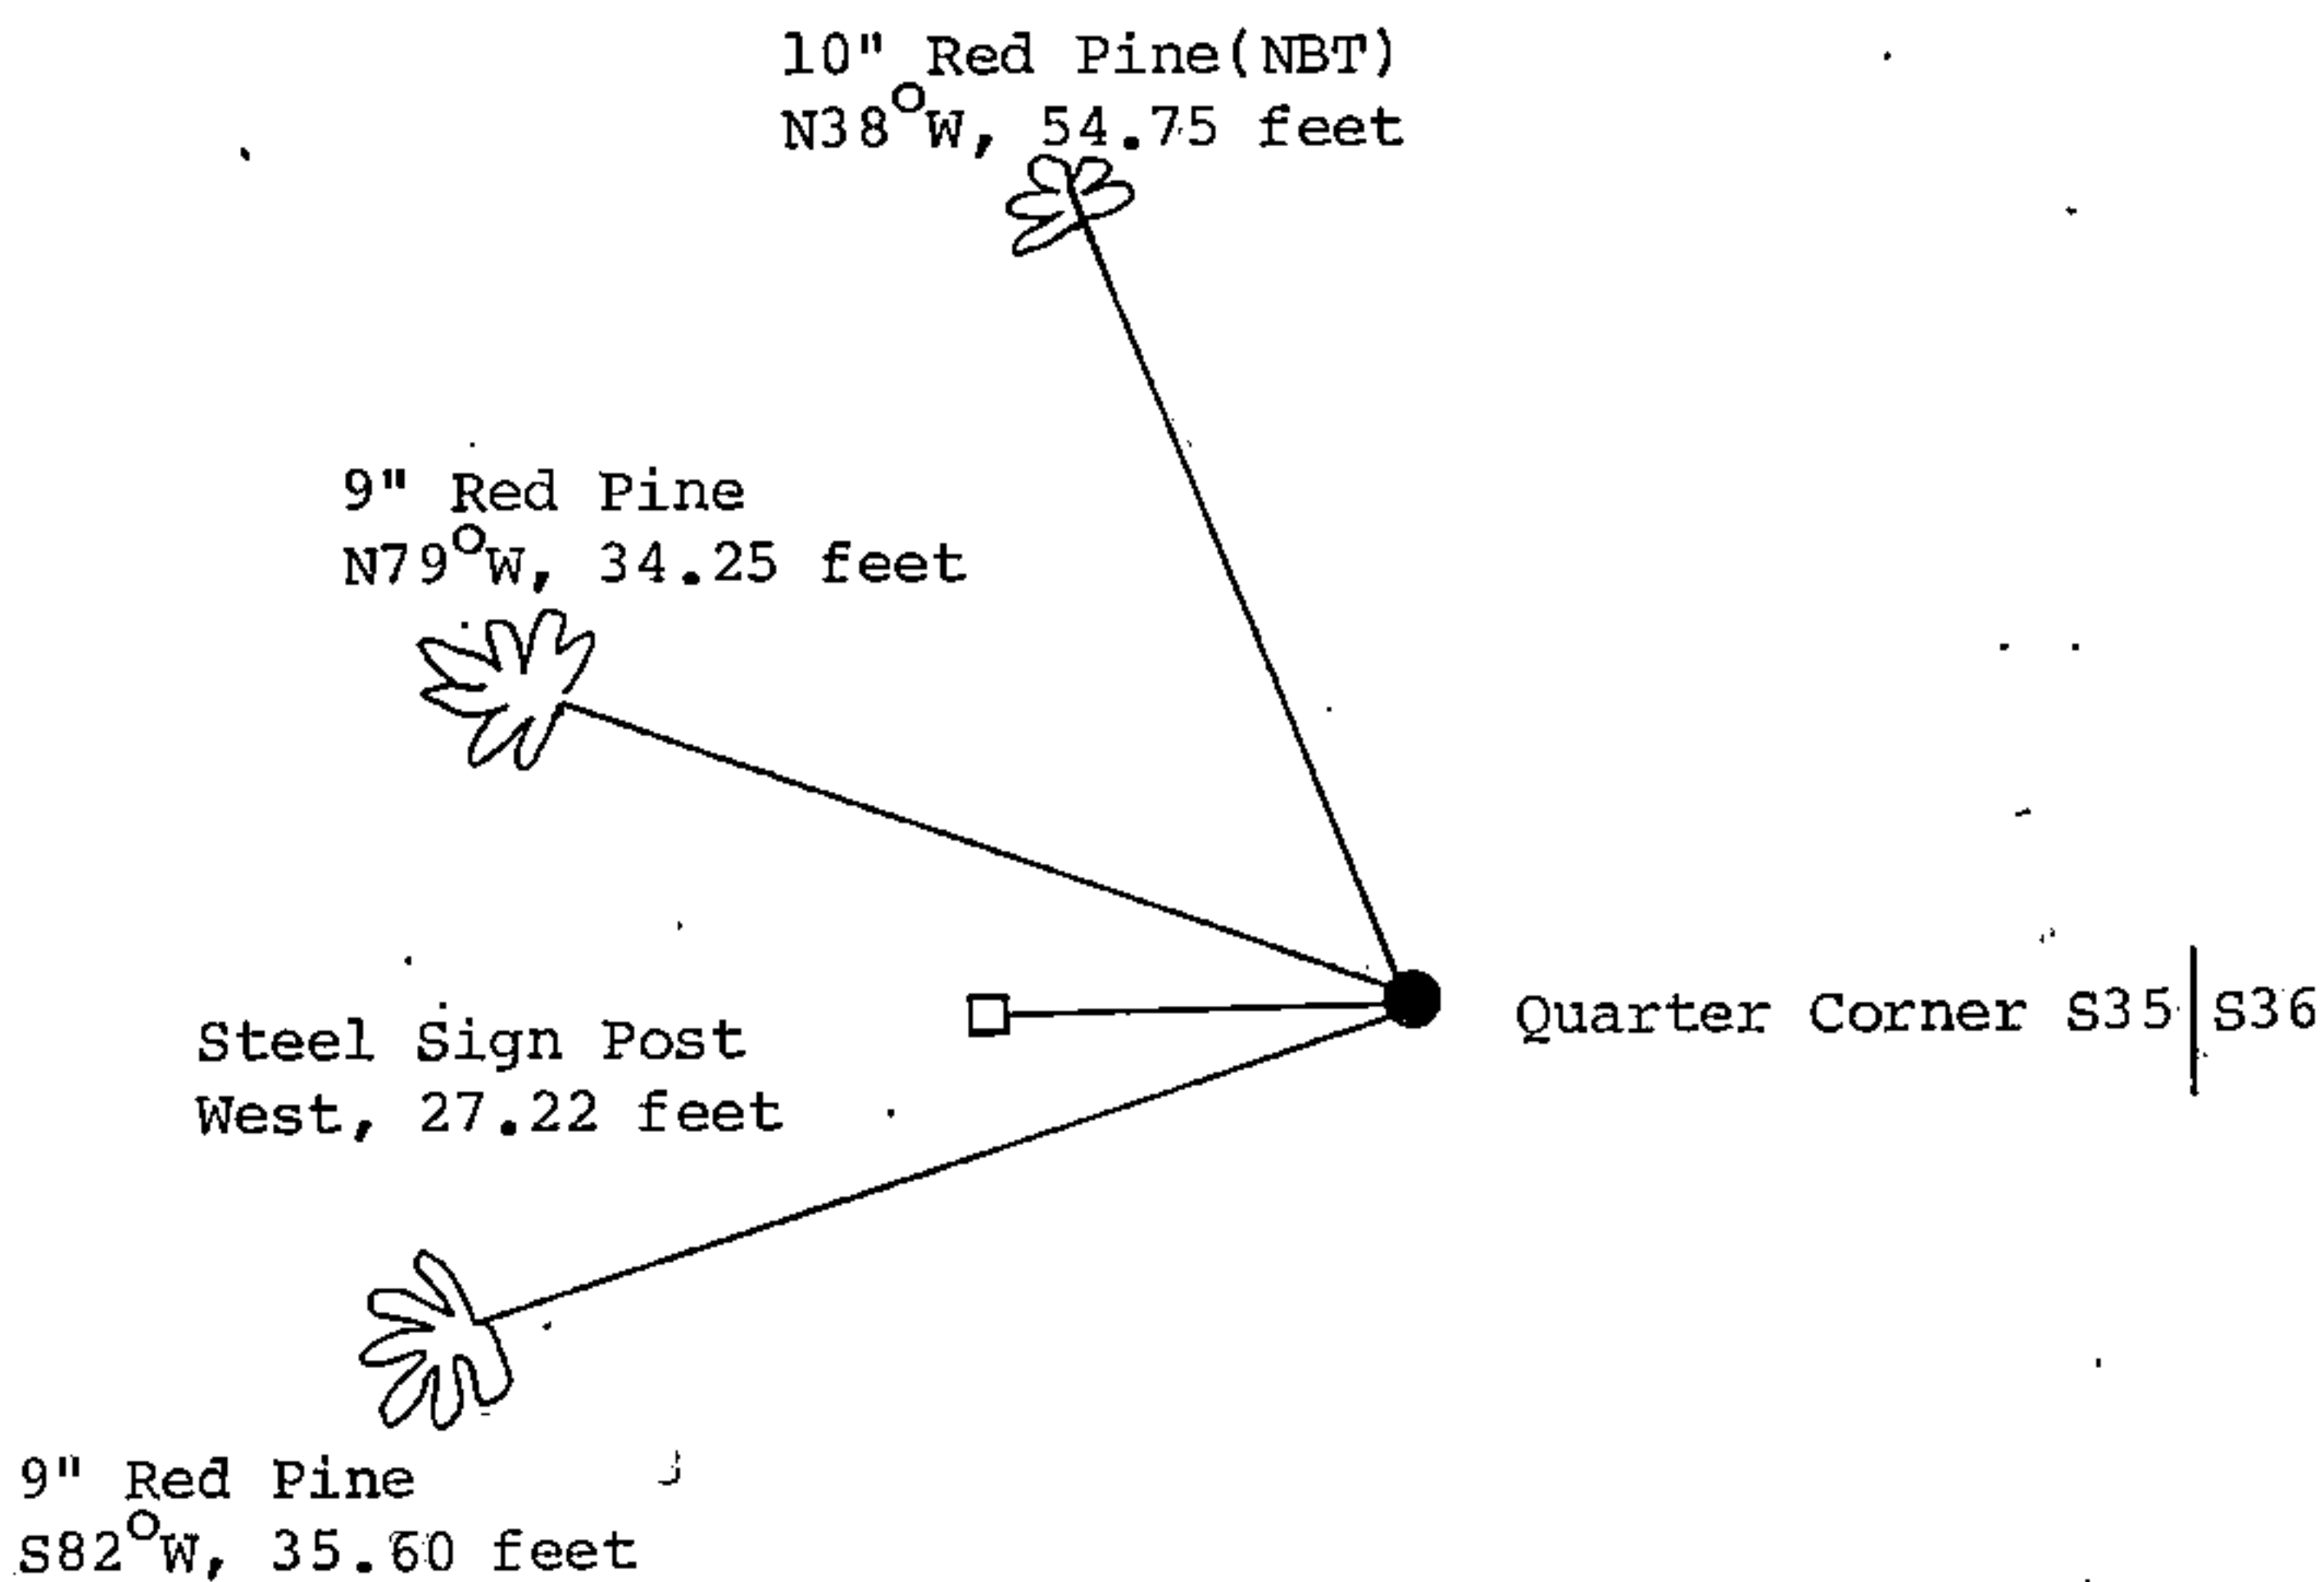 10" Red Pine(NBT)
N38°W, 54.75 feet
9" Red Pine
N79°W, 34.25 feet
Steel Sign Post
West, 27.22 feet
Quarter Corner S35|S36
9" Red Pine
S82°W, 35.60 feet